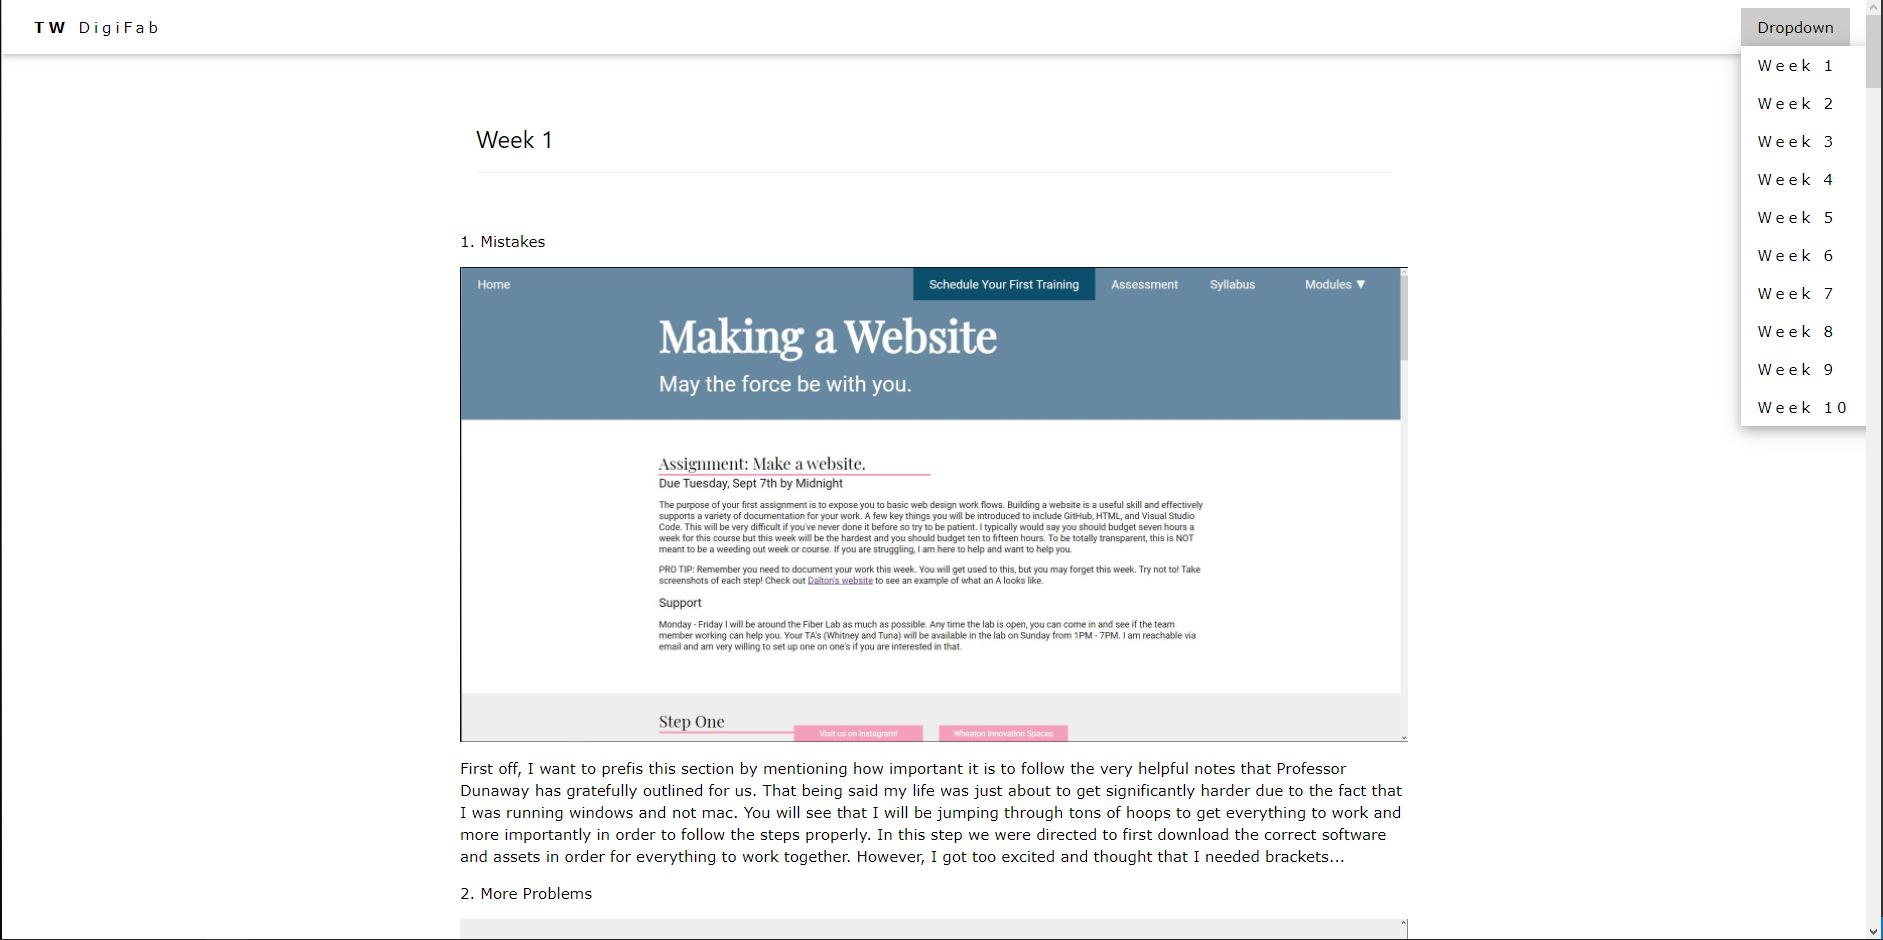 TW DigiFab
Dropdown
Week 1
Week 2
Week 3
Week 4
Week 5
Week 6
Week 7
Week 8
Week 9
Week 10
Week 1
1. Mistakes
Home
Schedule Your First Training
Assessment
Syllabus
Modules ▼
Making a Website
May the force be with you.
Assignment: Make a website.
Due Tuesday, Sept 7th by Midnight
The purpose of your first assignment is to expose you to basic web design work flows. Building a website is a useful skill and effectively
supports a variety of documentation for your work. A few key things you will be introduced to include GitHub, HTML, and Visual Studio
Code. This will be very difficult if you've never done it before so try to be patient. I typically would say you should budget seven hours a
week for this course but this week will be the hardest and you should budget ten to fifteen hours. To be totally transparent, this is NOT
meant to be a weeding out week or course. If you are struggling, I am here to help and want to help you.
PRO TIP: Remember you need to document your work this week. You will get used to this, but you may forget this week. Try not to! Take
screenshots of each step! Check out Dalton's website to see an example of what an A looks like.
Support
Monday - Friday I will be around the Fiber Lab as much as possible. Any time the lab is open, you can come in and see if the team
member working can help you. Your TA's (Whitney and Tuna) will be available in the lab on Sunday from 1PM - 7PM. I am reachable via
email and am very willing to set up one on one's if you are interested in that.
Step One
Visit us on Instagram!
Wheaton Innovation Spaces
First off, I want to prefis this section by mentioning how important it is to follow the very helpful notes that Professor
Dunaway has gratefully outlined for us. That being said my life was just about to get significantly harder due to the fact that
I was running windows and not mac. You will see that I will be jumping through tons of hoops to get everything to work and
more importantly in order to follow the steps properly. In this step we were directed to first download the correct software
and assets in order for everything to work together. However, I got too excited and thought that I needed brackets...
2. More Problems